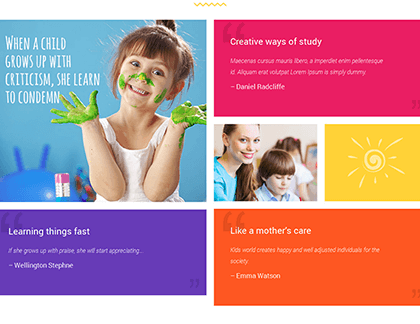 When a child
grows up with
criticism, she learn
to condemn
Creative ways of study
Maecenas cursus mauris libero, a imperdiet enim pellentesque
id. Aliquam erat volutpat Lorem Ipsum is simply dummy.
– Daniel Radcliffe
Learning things fast
If she grows up with praise, she will start appreciating .
– Wellington Stephne
Like a mother's care
Kids world creates happy and well adjusted individuals for the
society
– Emma Watson